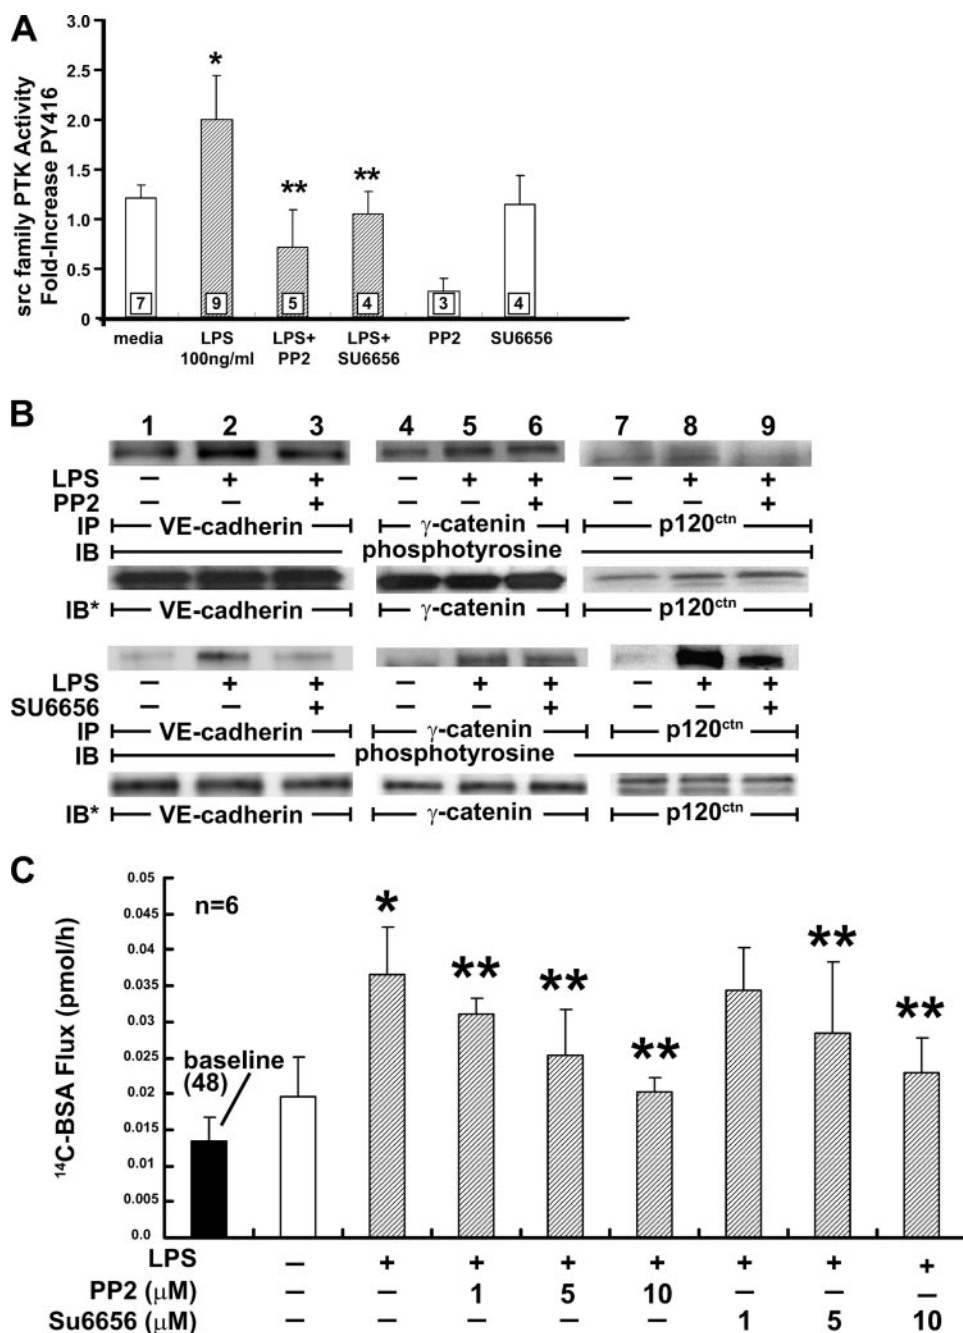 A
src family PTK Activity
Fold-Increase PY416
3.0
2.5
2.0
1.5
1.0
0.5
0
*
**
**
7
9
5
4
3
4
media
LPS
100ng/ml
LPS+
PP2
LPS+
SU6656
PP2
SU6656
B
1 2 3 4 5 6 7 8 9
LPS – + + – + + – + +
PP2 – – + – – + – – +
IP VE-cadherin γ-catenin p120ctn
IB phosphotyrosine
IB* VE-cadherin γ-catenin p120ctn
LPS – + + – + + – + +
SU6656 – – + – – + – – +
IP VE-cadherin γ-catenin p120ctn
IB phosphotyrosine
IB* VE-cadherin γ-catenin p120ctn
C
¹⁴C-BSA Flux (pmol/h)
0.05
0.045
0.04
0.035
0.03
0.025
0.02
0.015
0.01
0.005
0.0
n=6
baseline
(48)
*
**
**
**
**
**
LPS – + + + + + + +
PP2 (μM) – – 1 5 10 – – –
Su6656 (μM) – – – – – 1 5 10